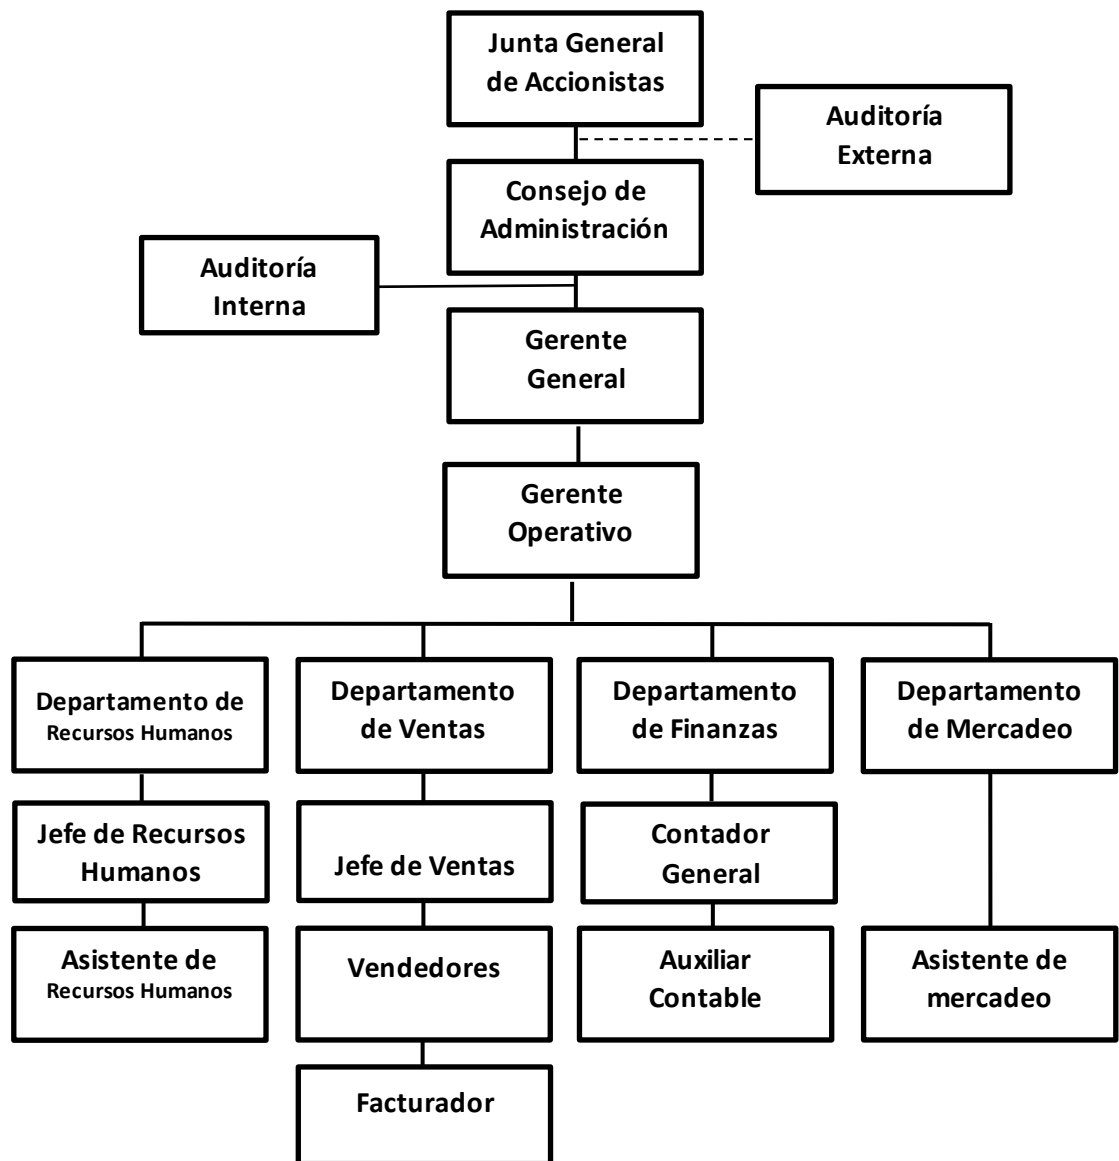 Junta General
de Accionistas
Auditoría
Externa
Consejo de
Administración
Auditoría
Interna
Gerente
General
Gerente
Operativo
Departamento de
Recursos Humanos
Departamento
de Ventas
Departamento
de Finanzas
Departamento
de Mercadeo
Jefe de Recursos
Humanos
Jefe de Ventas
Contador
General
Asistente de
Recursos Humanos
Vendedores
Auxiliar
Contable
Asistente de
mercadeo
Facturador